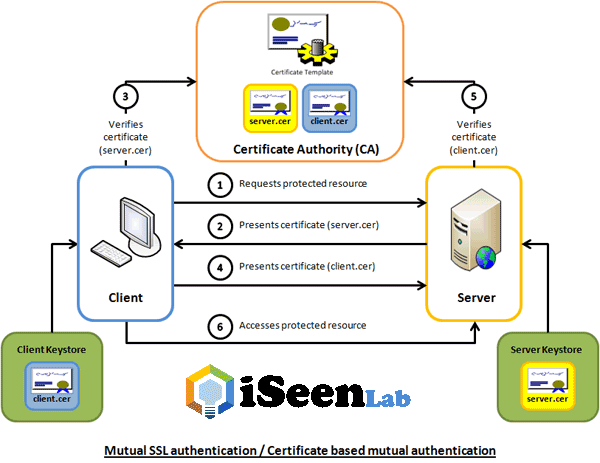 Certificate Template
server.cer
client.cer
Certificate Authority (CA)
3
Verifies
certificate
(server.cer)
5
Verifies
certificate
(client.cer)
1 Requests protected resource
2 Presents certificate (server.cer)
4 Presents certificate (client.cer)
6 Accesses protected resource
Client
Server
Client Keystore
client.cer
Server Keystore
server.cer
iSeenLab
Mutual SSL authentication / Certificate based mutual authentication